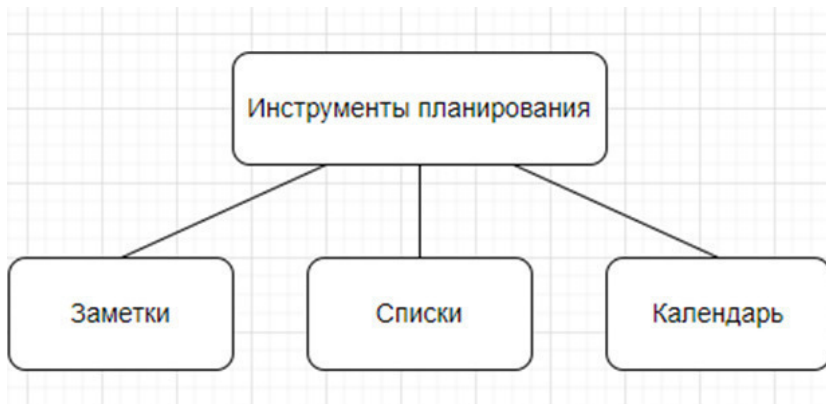 Инструменты планирования
Заметки
Списки
Календарь